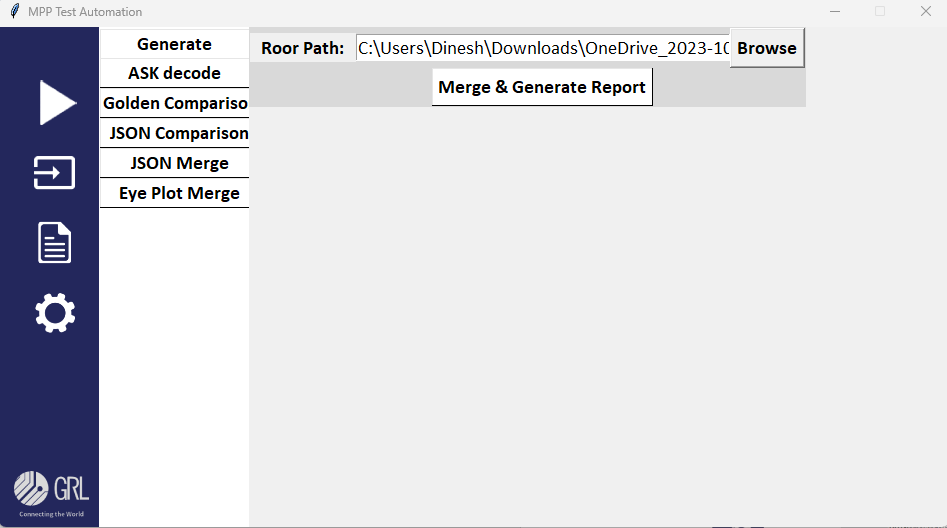 MPP Test Automation
Generate
ASK decode
Golden Compariso
JSON Comparison
JSON Merge
Eye Plot Merge
Roor Path: C:\Users\Dinesh\Downloads\OneDrive_2023-10 Browse
Merge & Generate Report
GRL
Connecting the World